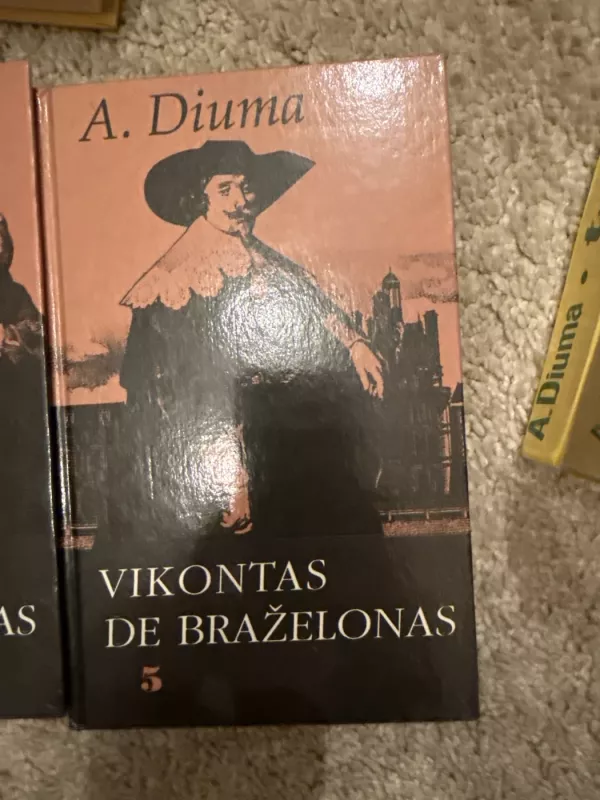 A. Diuma
VIKONTAS
DE BRAŽELONAS
5
AS
A. Diuma •